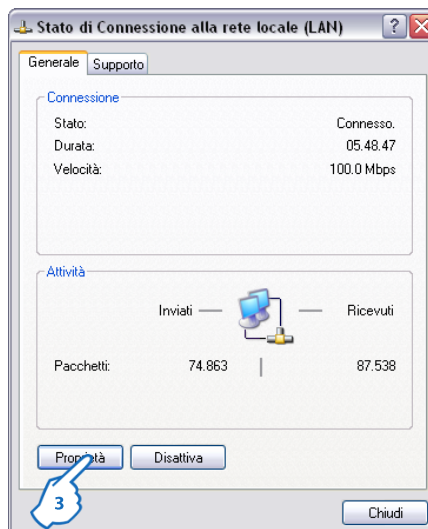 Stato di Connessione alla rete locale (LAN)
Generale Supporto
Connessione
Stato: Connesso.
Durata: 05.48.47
Velocità: 100.0 Mbps
Attività
Inviati Ricevuti
Pacchetti: 74.863 87.538
Proprietà Disattiva
3
Chiudi